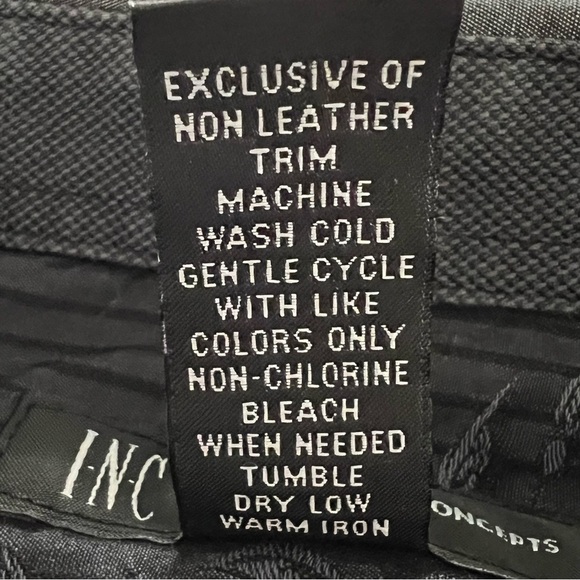 EXCLUSIVE OF
NON LEATHER
TRIM
MACHINE
WASH COLD
GENTLE CYCLE
WITH LIKE
COLORS ONLY
NON-CHLORINE
BLEACH
WHEN NEEDED
TUMBLE
DRY LOW
WARM IRON
I·N·C
ONCEPTS